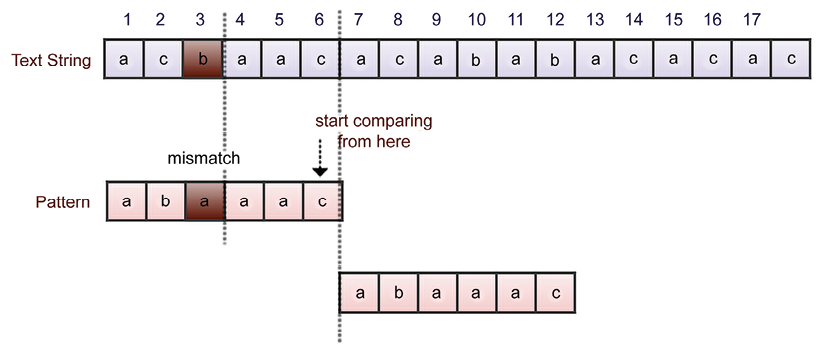 1 2 3 4 5 6 7 8 9 10 11 12 13 14 15 16 17
Text String a c b a a c a c a b a b a c a c a c
start comparing
from here
mismatch
Pattern a b a a a c
a b a a a c